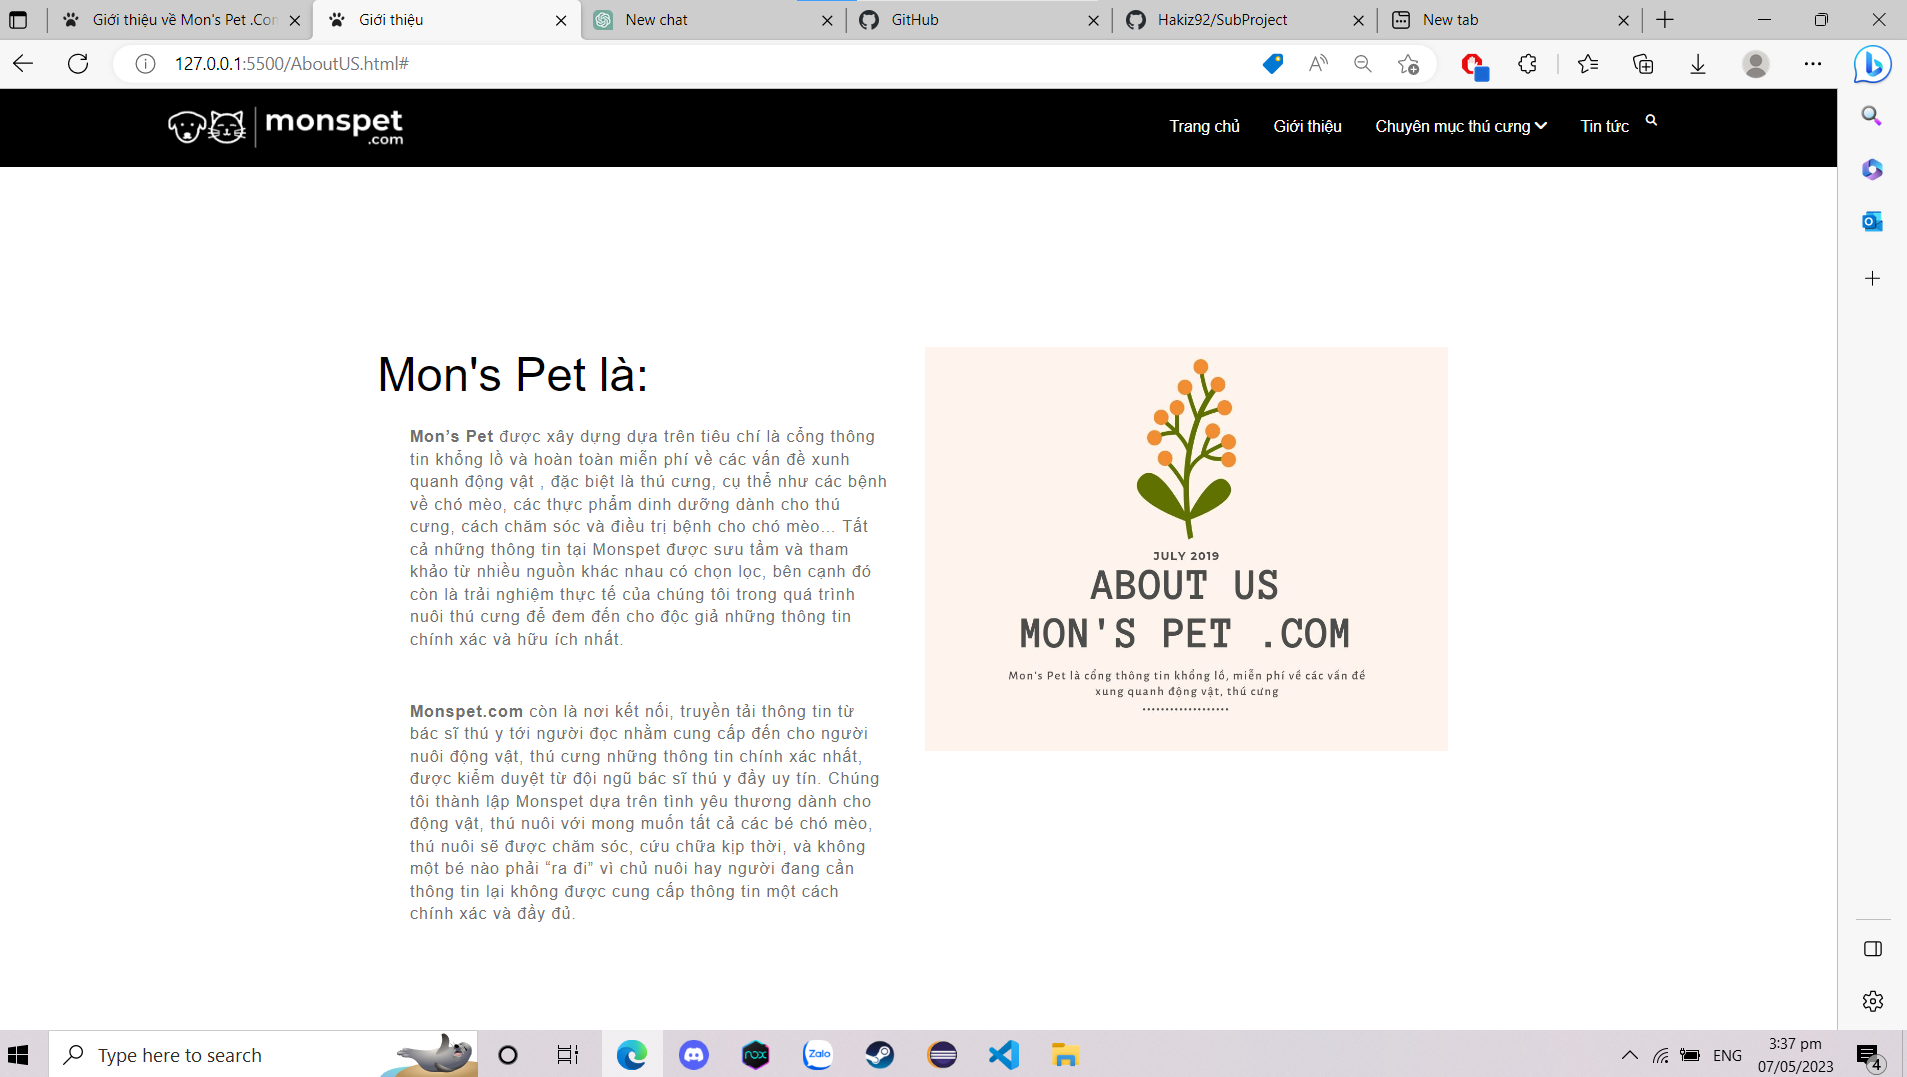 Giới thiệu về Mon's Pet .Con
Giới thiệu
New chat
GitHub
Hakiz92/SubProject
New tab
127.0.0.1:5500/AboutUS.html#
monspet
.com
Trang chủ
Giới thiệu
Chuyên mục thú cưng
Tin tức
Mon's Pet là:
Mon’s Pet được xây dựng dựa trên tiêu chí là cổng thông
tin khổng lồ và hoàn toàn miễn phí về các vấn đề xunh
quanh động vật , đặc biệt là thú cưng, cụ thể như các bệnh
về chó mèo, các thực phẩm dinh dưỡng dành cho thú
cưng, cách chăm sóc và điều trị bệnh cho chó mèo… Tất
cả những thông tin tại Monspet được sưu tầm và tham
khảo từ nhiều nguồn khác nhau có chọn lọc, bên cạnh đó
còn là trải nghiệm thực tế của chúng tôi trong quá trình
nuôi thú cưng để đem đến cho độc giả những thông tin
chính xác và hữu ích nhất.
Monspet.com còn là nơi kết nối, truyền tải thông tin từ
bác sĩ thú y tới người đọc nhằm cung cấp đến cho người
nuôi động vật, thú cưng những thông tin chính xác nhất,
được kiểm duyệt từ đội ngũ bác sĩ thú y đầy uy tín. Chúng
tôi thành lập Monspet dựa trên tình yêu thương dành cho
động vật, thú nuôi với mong muốn tất cả các bé chó mèo,
thú nuôi sẽ được chăm sóc, cứu chữa kịp thời, và không
một bé nào phải “ra đi” vì chủ nuôi hay người đang cần
thông tin lại không được cung cấp thông tin một cách
chính xác và đầy đủ.
JULY 2019
ABOUT US
MON'S PET .COM
Mon's Pet là cổng thông tin khổng lồ, miễn phí về các vấn đề
xung quanh động vật, thú cưng
Type here to search
nox
Zalo
ENG
3:37 pm
07/05/2023
4